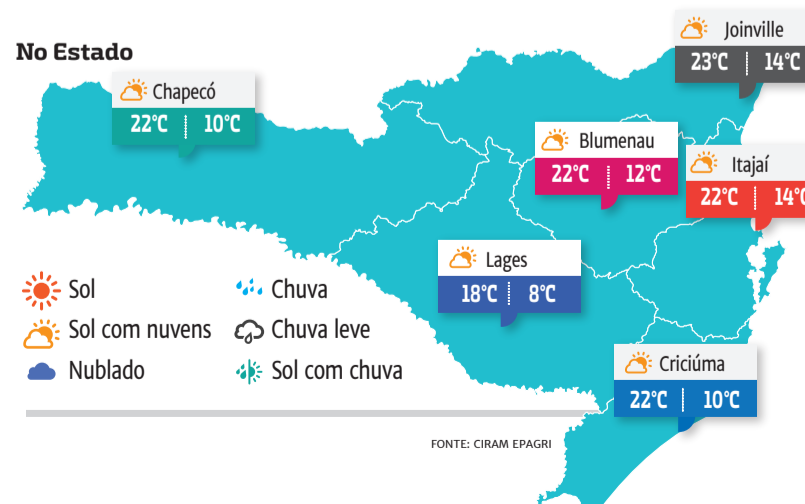 No Estado
Joinville
23°C 14°C
Chapecó
22°C 10°C
Blumenau
22°C 12°C
Itajaí
22°C 14°C
Lages
18°C 8°C
Sol
Chuva
Sol com nuvens
Chuva leve
Nublado
Sol com chuva
Criciúma
22°C 10°C
FONTE: CIRAM EPAGRI